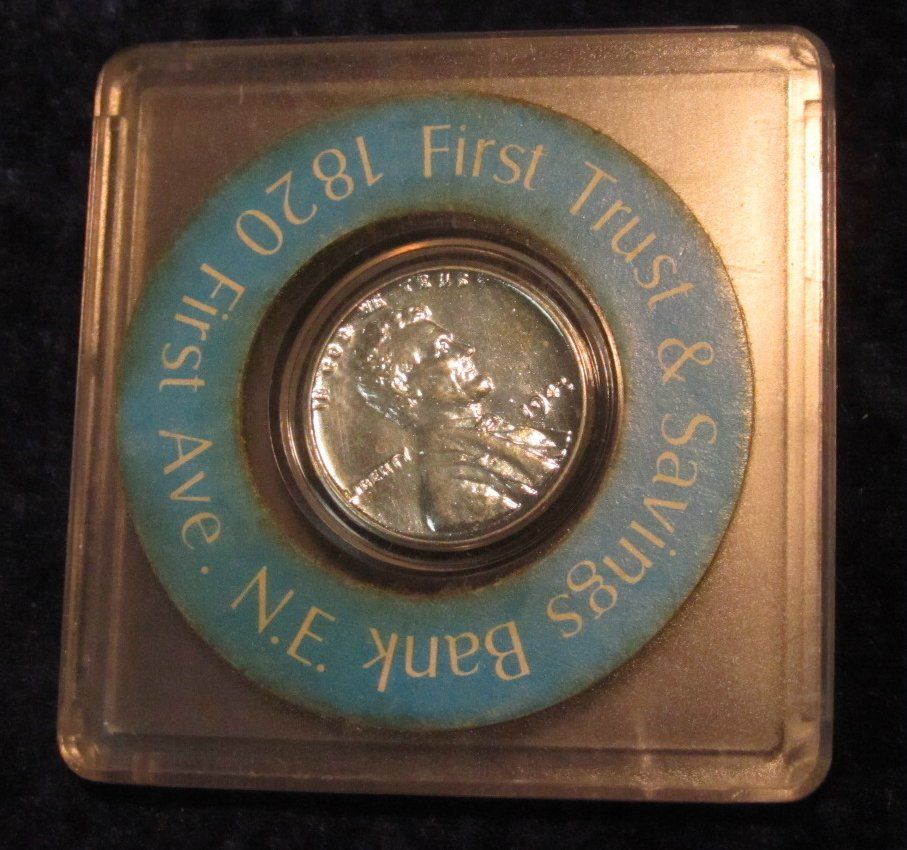 First Trust & Savings Bank
1820 First Ave. N.E.
IN GOD WE TRUST
LIBERTY